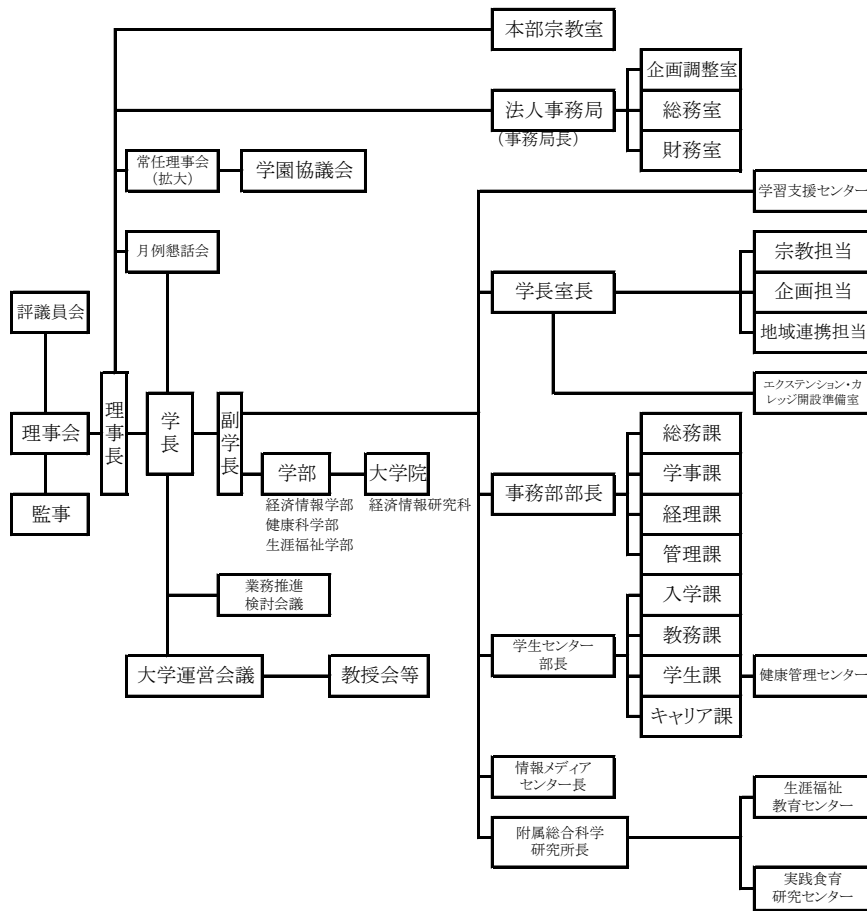 本部宗教室
企画調整室
法人事務局
(事務局長)
総務室
財務室
常任理事会
(拡大)
学園協議会
学習支援センター
月例懇話会
宗教担当
学長室長
企画担当
地域連携担当
評議員会
エクステンション・カ
レッジ開設準備室
理事会
理事長
学長
副学長
監事
学部
大学院
経済情報学部
健康科学部
生涯福祉学部
経済情報研究科
総務課
学事課
事務部部長
経理課
管理課
業務推進
検討会議
入学課
教務課
学生センター
部長
大学運営会議
教授会等
学生課
健康管理センター
キャリア課
情報メディア
センター長
生涯福祉
教育センター
附属総合科学
研究所長
実践食育
研究センター